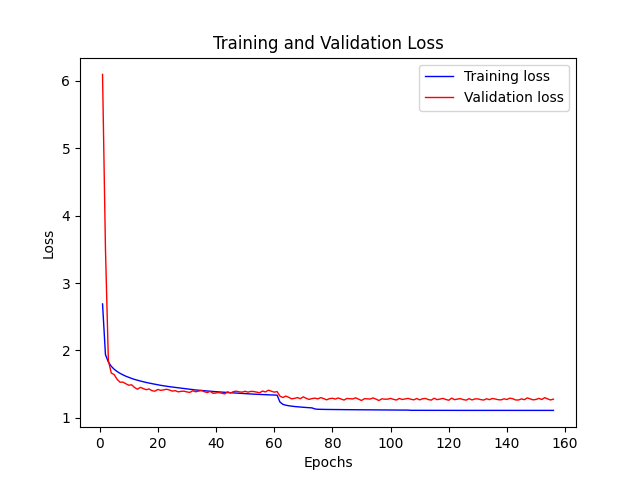 Training and Validation Loss
Training loss
Validation loss
Loss
6
5
4
3
2
1
0 20 40 60 80 100 120 140 160
Epochs